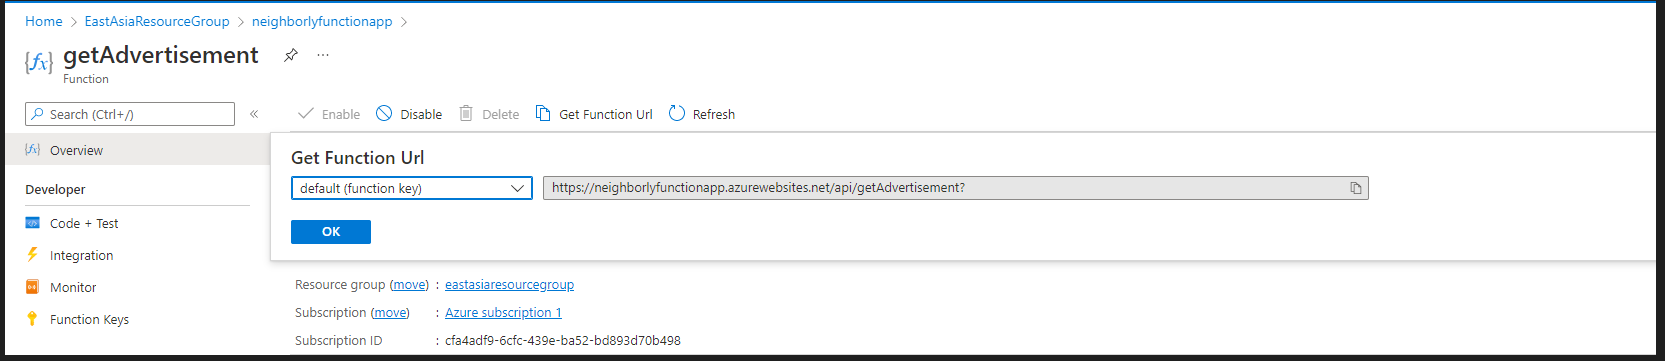 Home > EastAsiaResourceGroup > neighborlyfunctionapp >
{fx} getAdvertisement ...
Function
Search (Ctrl+/) «
Enable Disable Delete Get Function Url Refresh
{fx} Overview
Get Function Url
default (function key) https://neighborlyfunctionapp.azurewebsites.net/api/getAdvertisement?
OK
Developer
Code + Test
Integration
Monitor
Function Keys
Resource group (move) : eastasiaresourcegroup
Subscription (move) : Azure subscription 1
Subscription ID : cfa4adf9-6cfc-439e-ba52-bd893d70b498